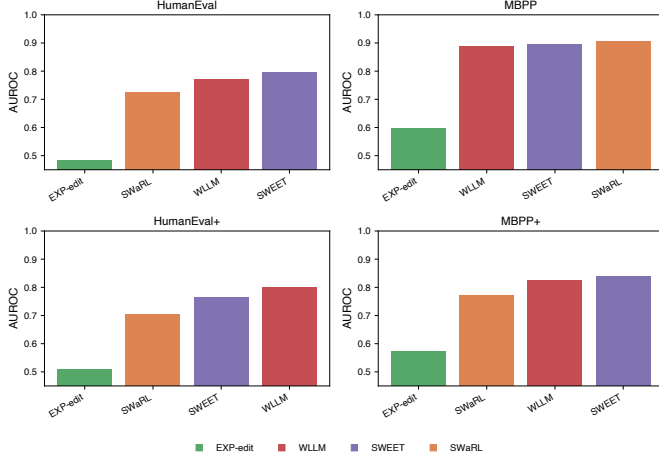 HumanEval
AUROC
1.0
0.9
0.8
0.7
0.6
0.5
EXP-edit
SWaRL
WLLM
SWEET
MBPP
AUROC
1.0
0.9
0.8
0.7
0.6
0.5
EXP-edit
WLLM
SWEET
SWaRL
HumanEval+
AUROC
1.0
0.9
0.8
0.7
0.6
0.5
EXP-edit
SWaRL
SWEET
WLLM
MBPP+
AUROC
1.0
0.9
0.8
0.7
0.6
0.5
EXP-edit
SWaRL
WLLM
SWEET
EXP-edit WLLM SWEET SWaRL